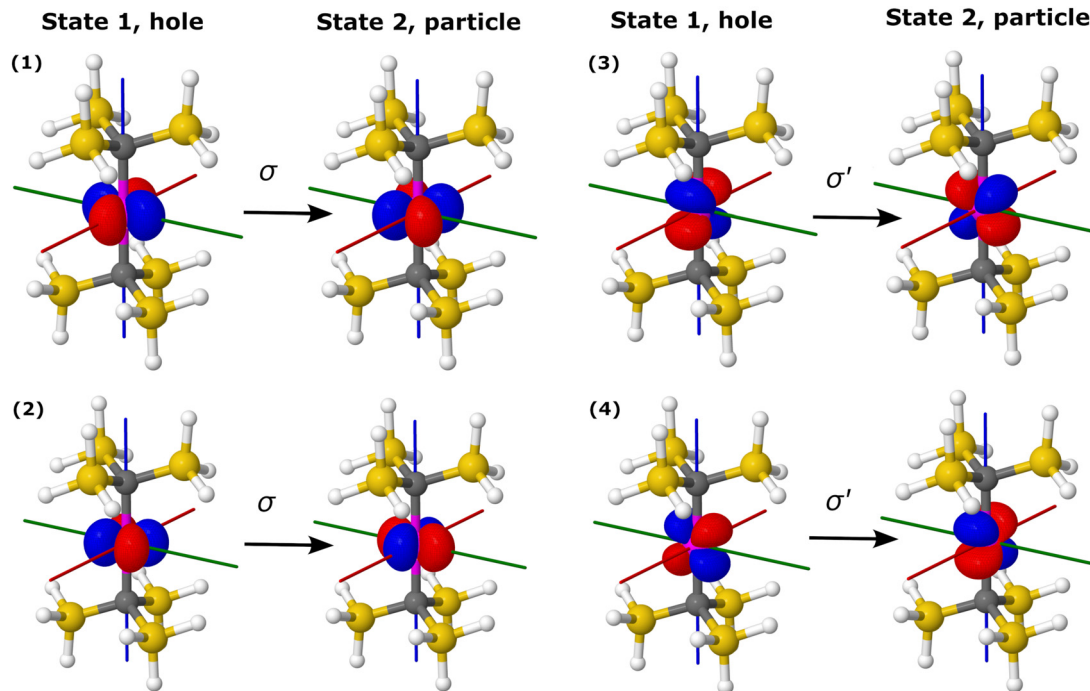 State 1, hole State 2, particle State 1, hole State 2, particle
(1) (3)
σ σ′
(2) (4)
σ σ′